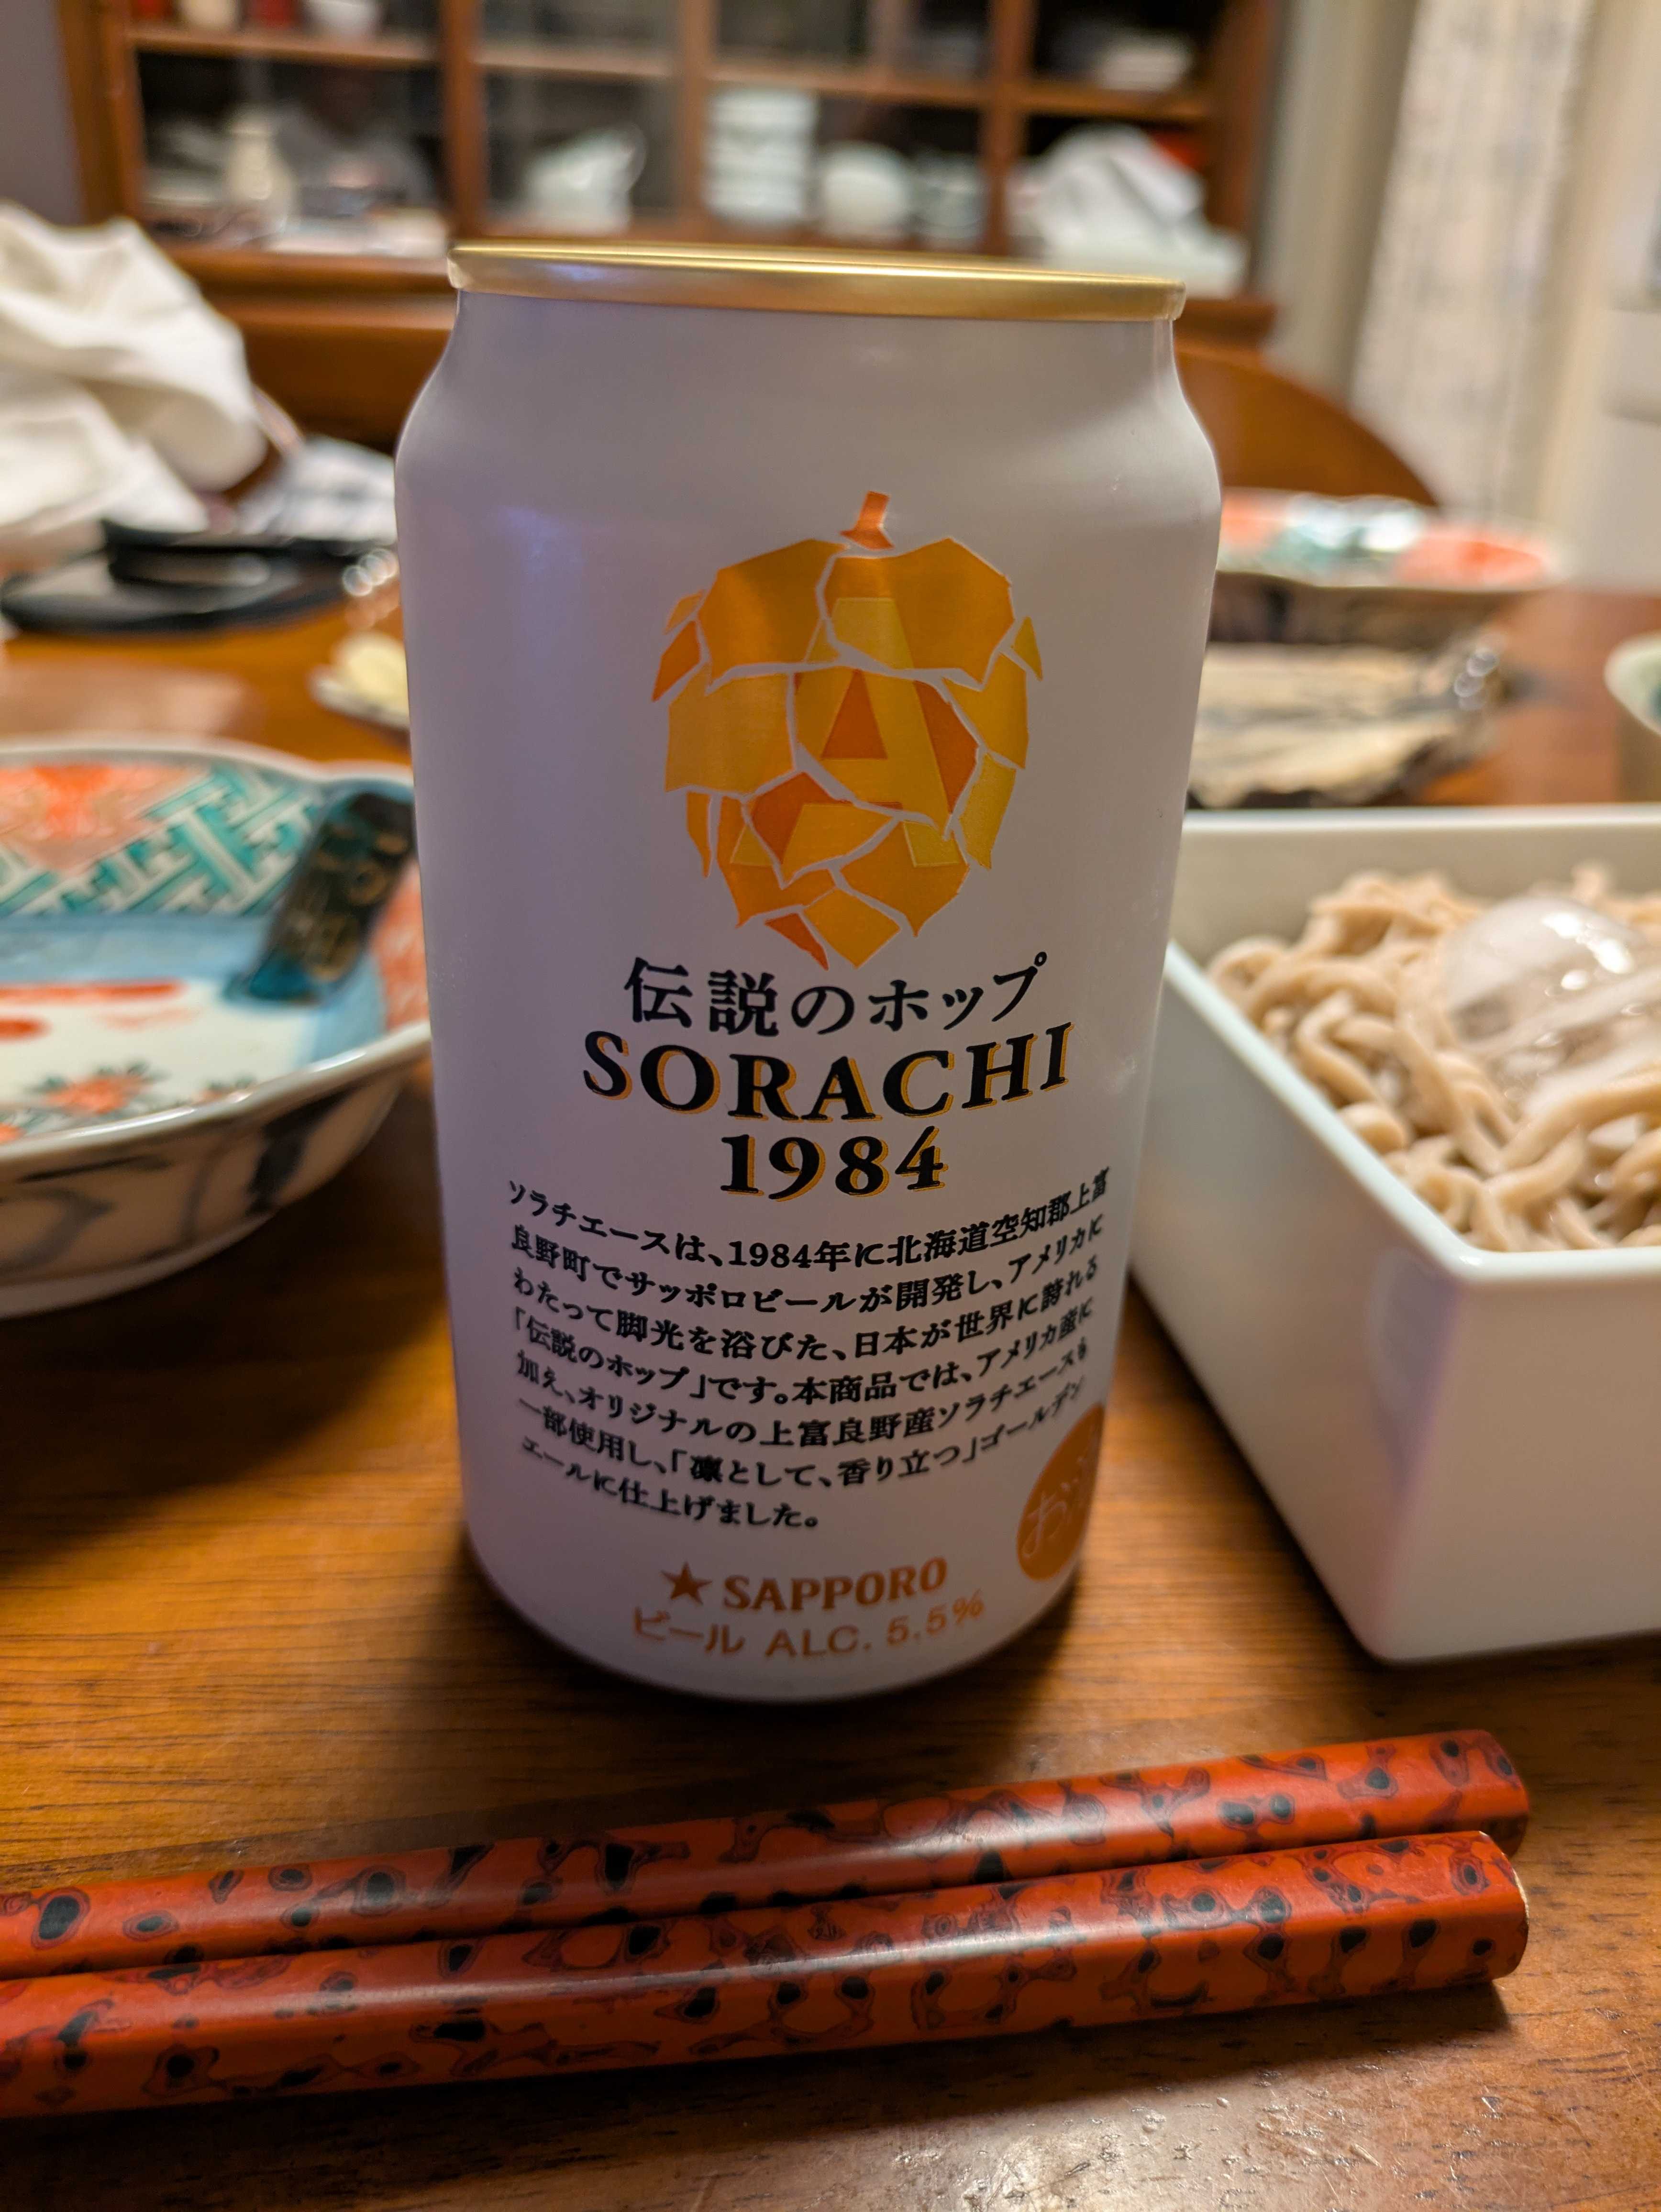 伝説のホップ
SORACHI
1984
ソラチエースは、1984年に北海道空知郡上富
良野町でサッポロビールが開発し、アメリカに
わたって脚光を浴びた、日本が世界に誇れる
「伝説のホップ」です。本商品では、アメリカ産に
加え、オリジナルの上富良野産ソラチエースも
一部使用し、「凛として、香り立つ」ゴールデン
エールに仕上げました。
SAPPORO
ビール ALC. 5.5%